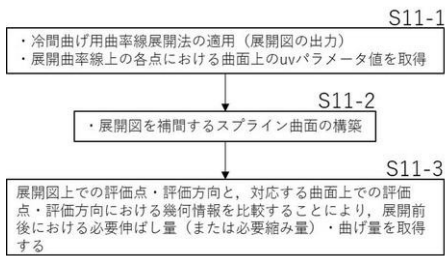 S11-1
・冷間曲げ用曲率線展開法の適用（展開図の出力）
・展開曲率線上の各点における曲面上のuvパラメータ値を取得
S11-2
・展開図を補間するスプライン曲面の構築
S11-3
展開図上での評価点・評価方向と，対応する曲面上での評価
点・評価方向における幾何情報を比較することにより，展開前
後における必要伸ばし量（または必要縮み量）・曲げ量を取得
する